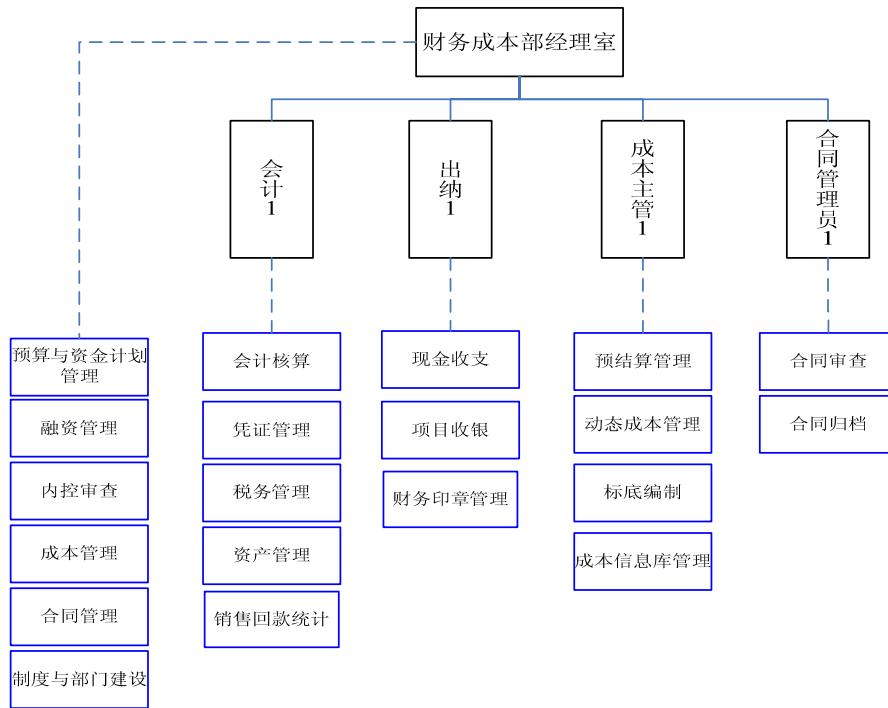 财务成本部经理室
会计1
出纳1
成本主管1
合同管理员1
预算与资金计划
管理
融资管理
内控审查
成本管理
合同管理
制度与部门建设
会计核算
凭证管理
税务管理
资产管理
销售回款统计
现金收支
项目收银
财务印章管理
预结算管理
动态成本管理
标底编制
成本信息库管理
合同审查
合同归档